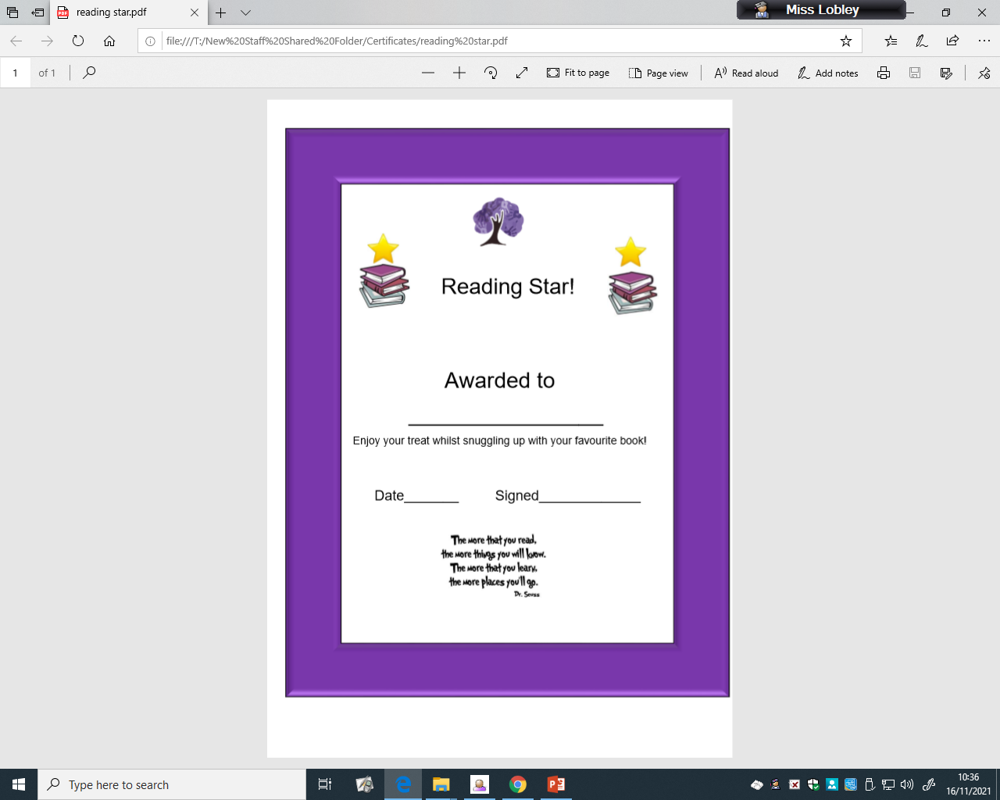 reading star.pdf
Miss Lobley
file:///T:/New%20Staff%20Shared%20Folder/Certificates/reading%20star.pdf
1 of 1
Fit to page
Page view
Read aloud
Add notes
Reading Star!
Awarded to
Enjoy your treat whilst snuggling up with your favourite book!
Date_______ Signed_____________
The more that you read,
the more things you will know.
The more that you learn,
the more places you'll go.
Dr. Seuss
Type here to search
10:36
16/11/2021